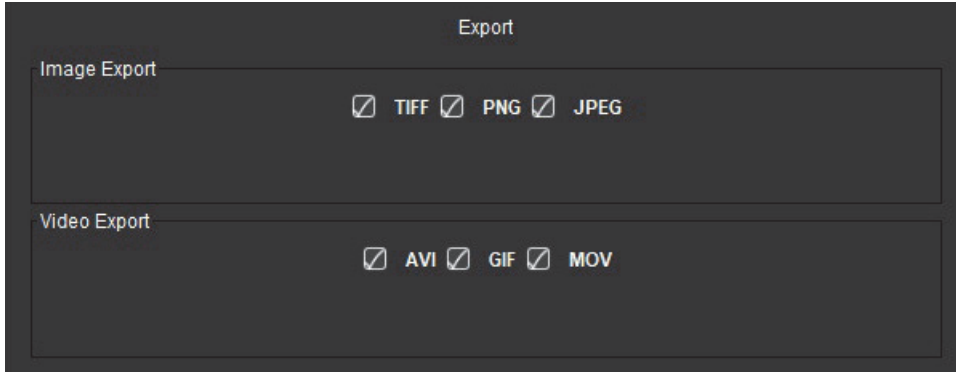 Export
Image Export
TIFF PNG JPEG
Video Export
AVI GIF MOV